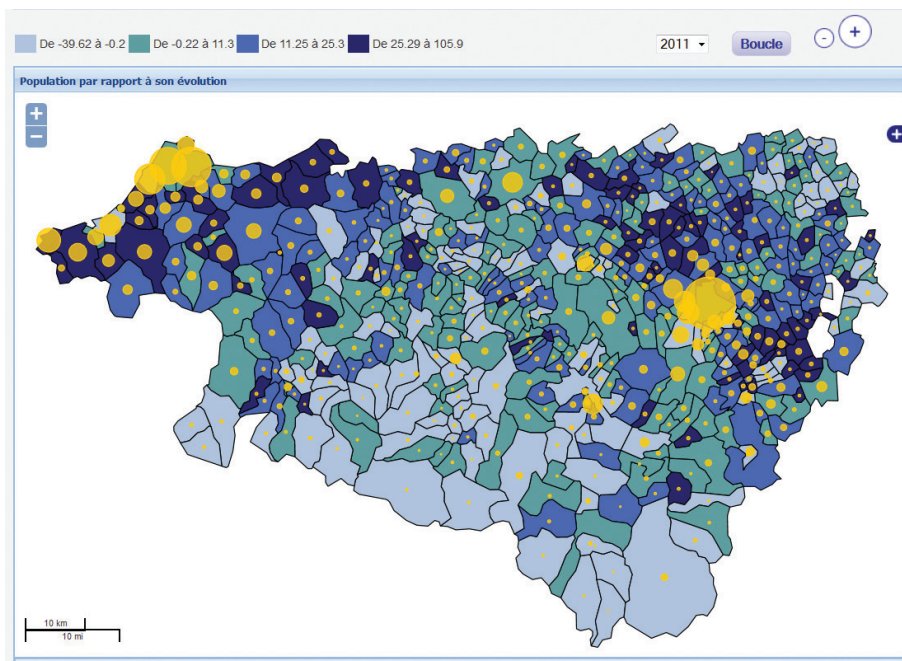 De -39.62 à -0.2 De -0.22 à 11.3 De 11.25 à 25.3 De 25.29 à 105.9 2011 Boucle - +
Population par rapport à son évolution
+
−
+
10 km
10 mi